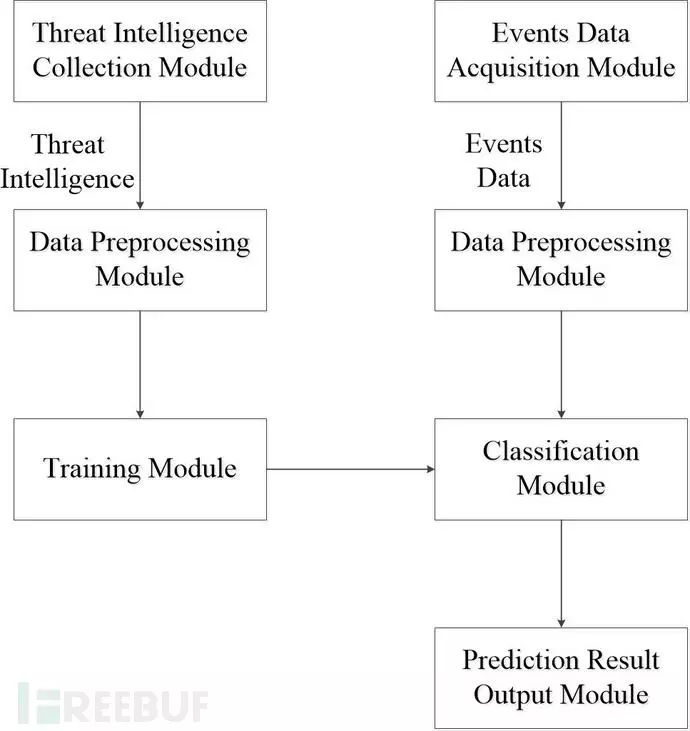 Threat Intelligence
Collection Module
Events Data
Acquisition Module
Threat
Intelligence
Events
Data
Data Preprocessing
Module
Data Preprocessing
Module
Training Module
Classification
Module
Prediction Result
Output Module
FREEBUF